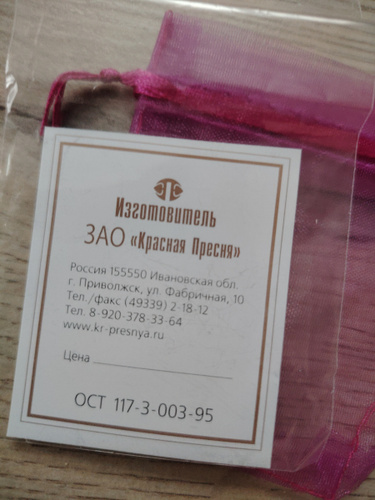 Изготовитель
ЗАО «Красная Пресня»
Россия 155550 Ивановская обл.
г. Приволжск, ул. Фабричная, 10
Тел./факс (49339) 2-18-12
Тел. 8-920-378-33-64
www.kr-presnya.ru
Цена
ОСТ 117-3-003-95